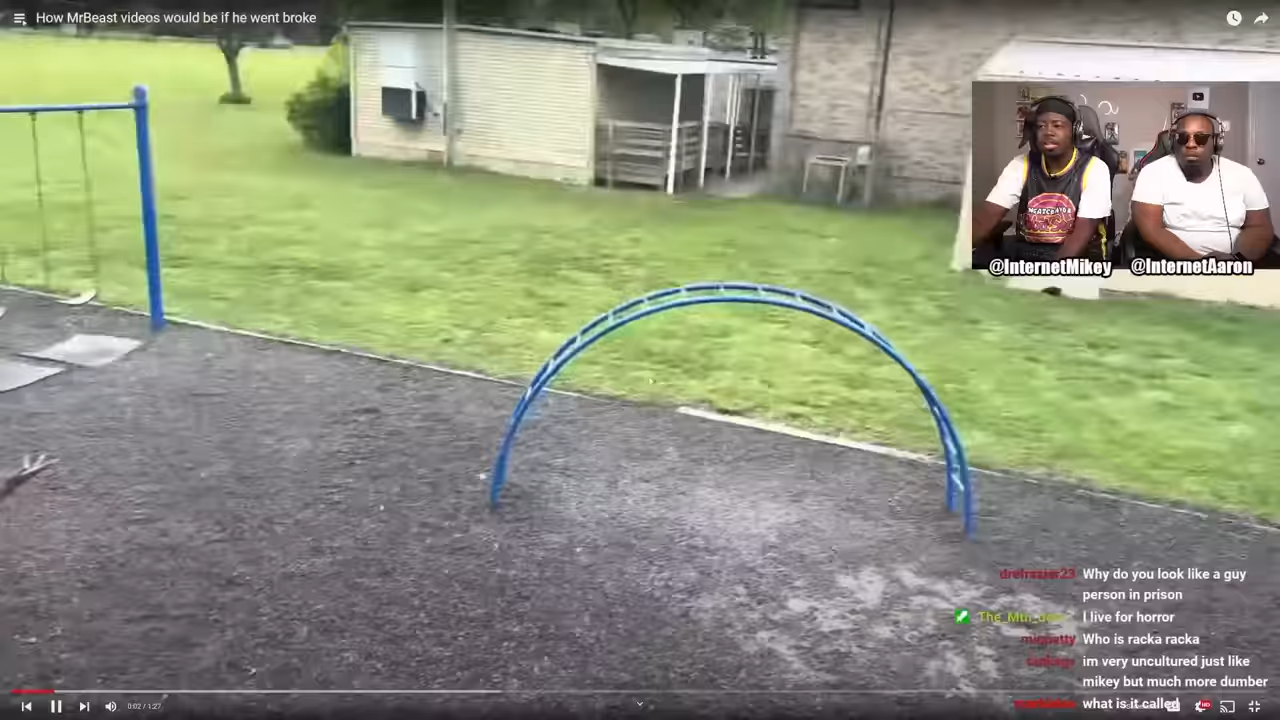 How MrBeast videos would be if he went broke
@InternetMikey
@InternetAaron
drefrazier23 Why do you look like a guy
person in prison
I live for horror
Who is racka racka
im very uncultured just like
mikey but much more dumber
what is it called
0:02 / 1:27
HD